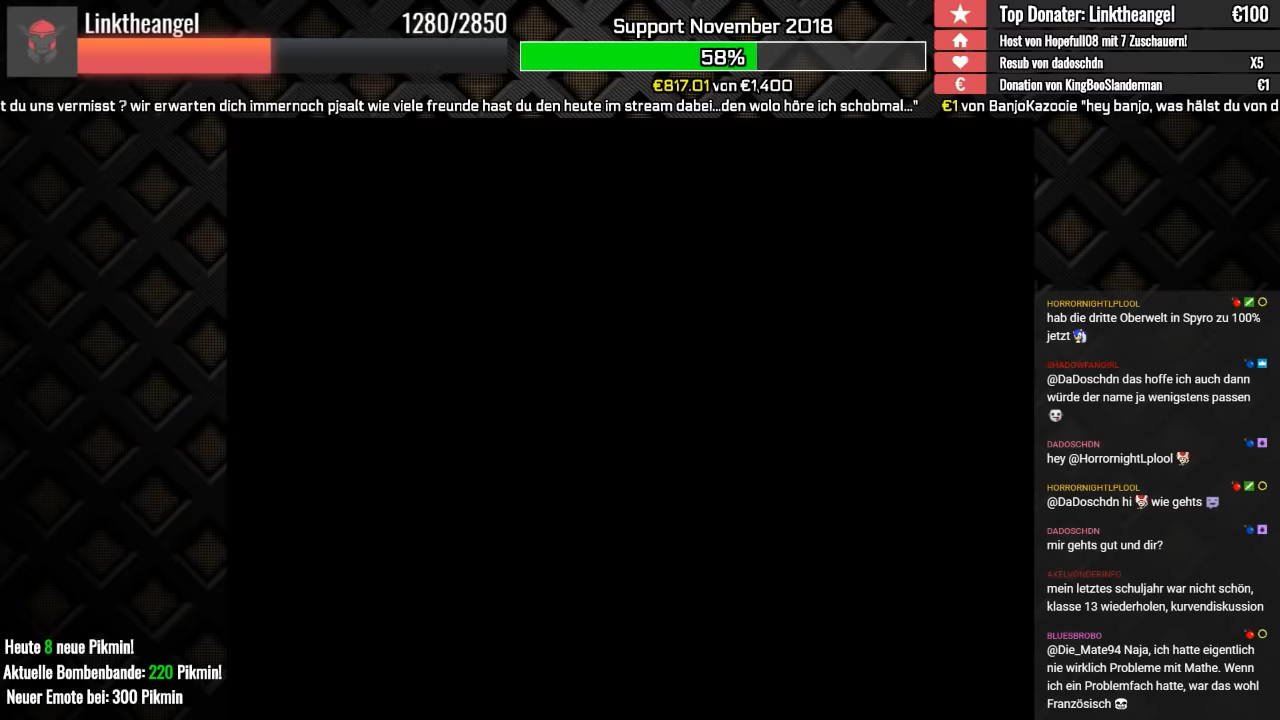 Linktheangel
1280/2850
Support November 2018
58%
€817.01 von €1,400
Top Donater: Linktheangel €100
Host von Hopefull08 mit 7 Zuschauern!
Resub von dadoschdn X5
Donation von KingBooSlanderman €1
t du uns vermisst ? wir erwarten dich immernoch pjsalt wie viele freunde hast du den heute im stream dabei...den wolo höre ich schobmal..." €1 von BanjoKazooie "hey banjo, was hälst du von d
HORRORNIGHTLPLOOL
hab die dritte Oberwelt in Spyro zu 100%
jetzt
SHADOWFANGIRL
@DaDoschdn das hoffe ich auch dann
würde der name ja wenigstens passen
DADOSCHDN
hey @HorrornightLplool
HORRORNIGHTLPLOOL
@DaDoschdn hi wie gehts
DADOSCHDN
mir gehts gut und dir?
AXELVONDERINFO
mein letztes schuljahr war nicht schön,
klasse 13 wiederholen, kurvendiskussion
BLUESBROBO
@Die_Mate94 Naja, ich hatte eigentlich
nie wirklich Probleme mit Mathe. Wenn
ich ein Problemfach hatte, war das wohl
Französisch
Heute 8 neue Pikmin!
Aktuelle Bombenbande: 220 Pikmin!
Neuer Emote bei: 300 Pikmin